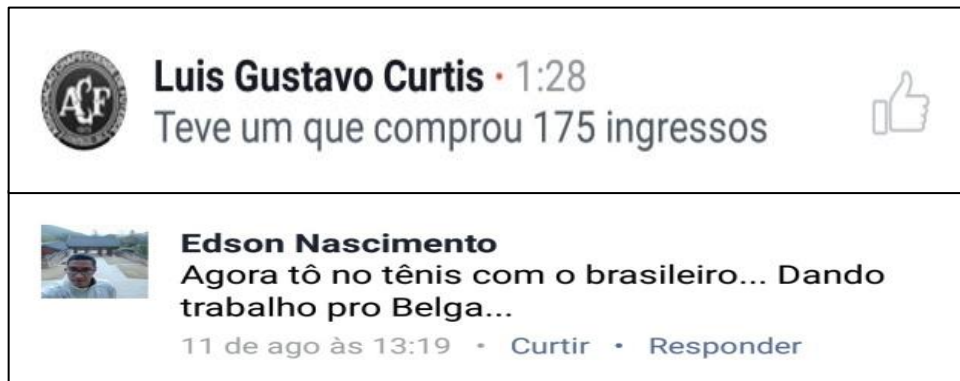 Luis Gustavo Curtis · 1:28
Teve um que comprou 175 ingressos
Edson Nascimento
Agora tô no tênis com o brasileiro... Dando
trabalho pro Belga...
11 de ago às 13:19 · Curtir · Responder